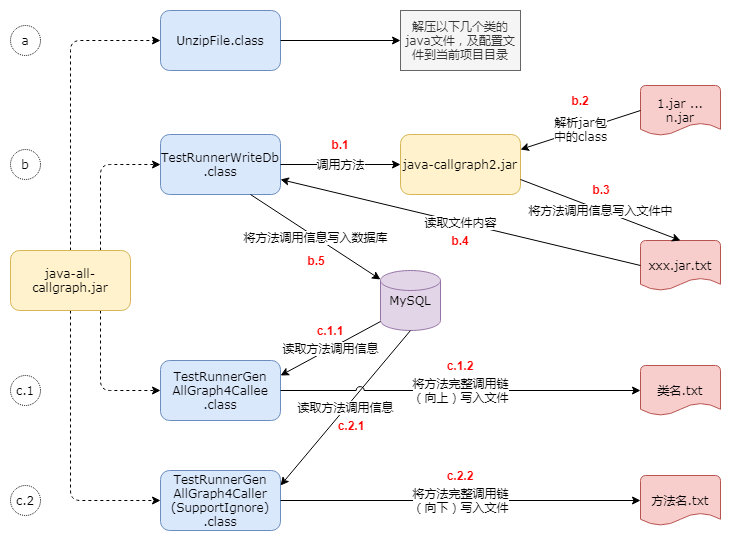 a
UnzipFile.class
解压以下几个类的
java文件，及配置文
件到当前项目目录
b.2
1.jar ...
n.jar
解析jar包
中的class
b.1
b
TestRunnerWriteDb
.class
调用方法
java-callgraph2.jar
b.3
将方法调用信息写入文件中
读取文件内容
b.4
将方法调用信息写入数据库
b.5
xxx.jar.txt
java-all-
callgraph.jar
MySQL
c.1.1
读取方法调用信息
c.1
TestRunnerGen
AllGraph4Callee
.class
c.1.2
将方法完整调用链
（向上）写入文件
类名.txt
读取方法调用信息
c.2.1
c.2
TestRunnerGen
AllGraph4Caller
(SupportIgnore)
.class
c.2.2
将方法完整调用链
（向下）写入文件
方法名.txt